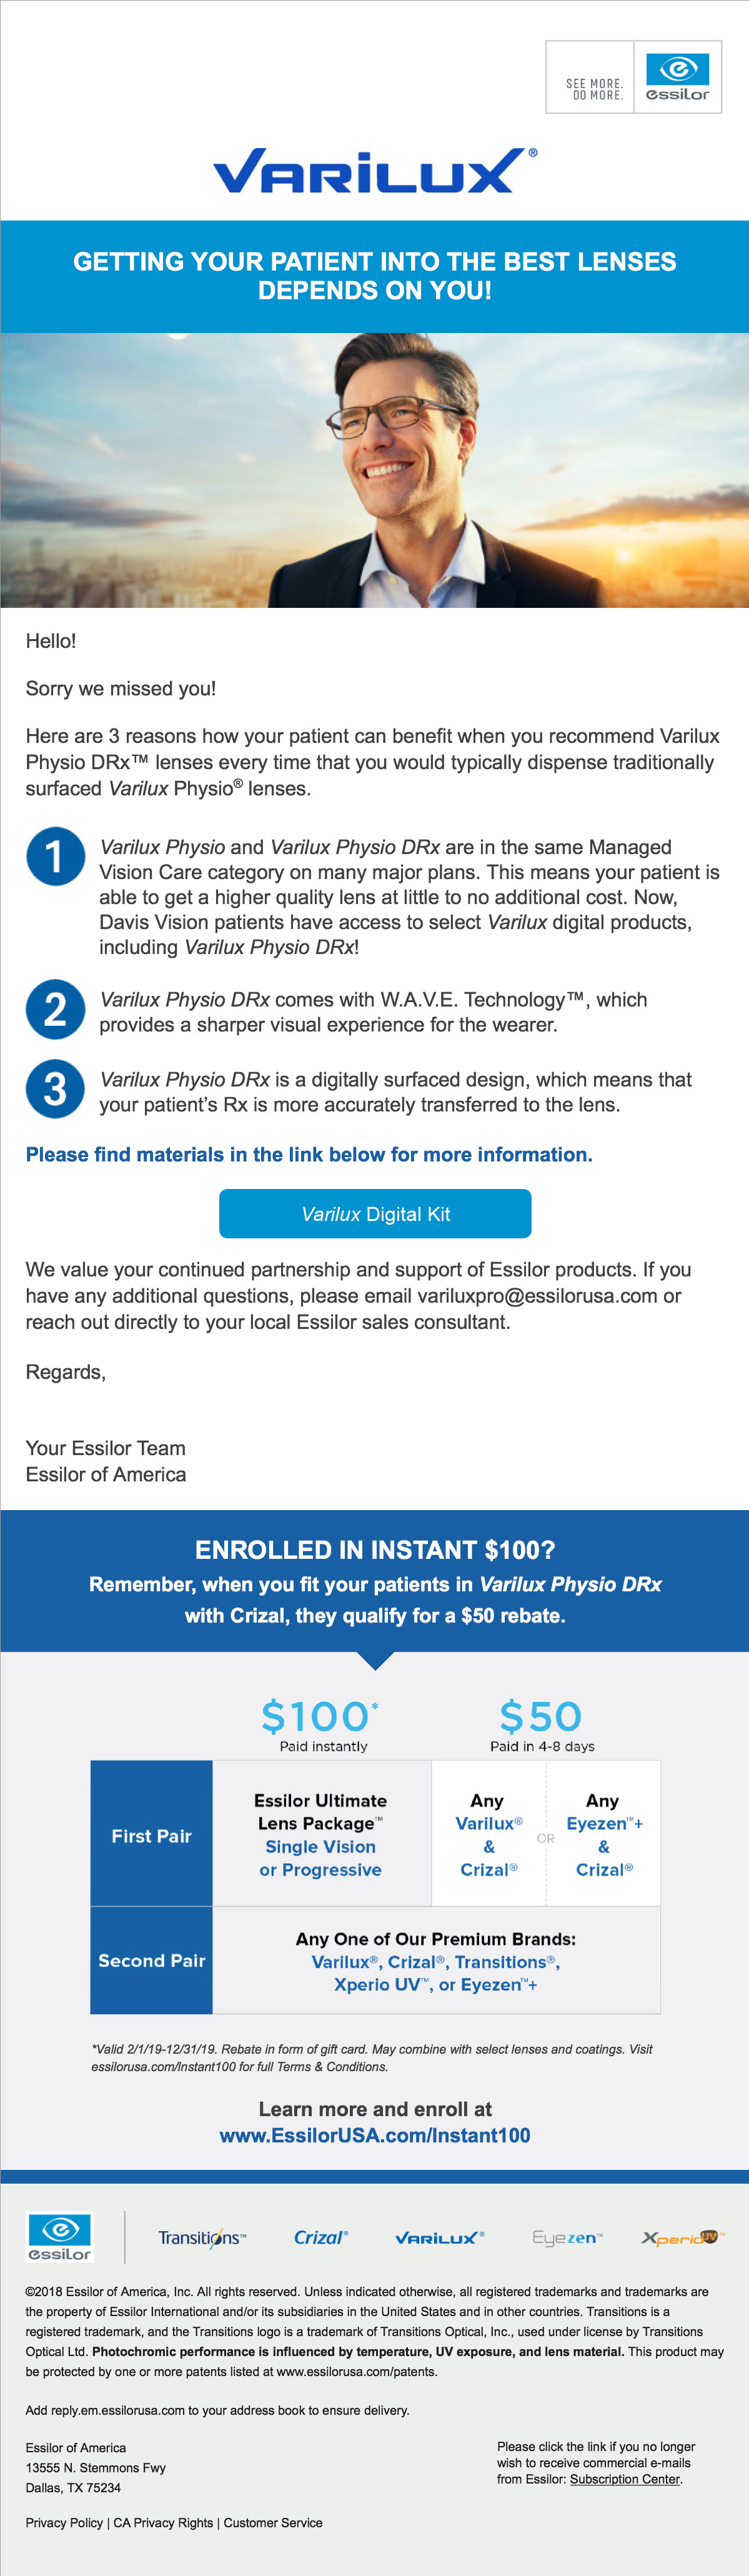 SEE MORE.
DO MORE.
essilor
VARILUX®
GETTING YOUR PATIENT INTO THE BEST LENSES
DEPENDS ON YOU!
Hello!
Sorry we missed you!
Here are 3 reasons how your patient can benefit when you recommend Varilux
Physio DRx™ lenses every time that you would typically dispense traditionally
surfaced Varilux Physio® lenses.
1
Varilux Physio and Varilux Physio DRx are in the same Managed
Vision Care category on many major plans. This means your patient is
able to get a higher quality lens at little to no additional cost. Now,
Davis Vision patients have access to select Varilux digital products,
including Varilux Physio DRx!
2
Varilux Physio DRx comes with W.A.V.E. Technology™, which
provides a sharper visual experience for the wearer.
3
Varilux Physio DRx is a digitally surfaced design, which means that
your patient's Rx is more accurately transferred to the lens.
Please find materials in the link below for more information.
Varilux Digital Kit
We value your continued partnership and support of Essilor products. If you
have any additional questions, please email variluxpro@essilorusa.com or
reach out directly to your local Essilor sales consultant.
Regards,
Your Essilor Team
Essilor of America
ENROLLED IN INSTANT $100?
Remember, when you fit your patients in Varilux Physio DRx
with Crizal, they qualify for a $50 rebate.
$100* $50
Paid instantly Paid in 4-8 days
First Pair
Essilor Ultimate
Lens Package™
Single Vision
or Progressive
Any
Varilux®
&
Crizal®
OR
Any
Eyezen™+
&
Crizal®
Second Pair
Any One of Our Premium Brands:
Varilux®, Crizal®, Transitions®,
Xperio UV™, or Eyezen™+
*Valid 2/1/19-12/31/19. Rebate in form of gift card. May combine with select lenses and coatings. Visit
essilorusa.com/Instant100 for full Terms & Conditions.
Learn more and enroll at
www.EssilorUSA.com/Instant100
essilor Transitions™ Crizal® VARILUX® Eyezen™ Xperio UV™
©2018 Essilor of America, Inc. All rights reserved. Unless indicated otherwise, all registered trademarks and trademarks are
the property of Essilor International and/or its subsidiaries in the United States and in other countries. Transitions is a
registered trademark, and the Transitions logo is a trademark of Transitions Optical, Inc., used under license by Transitions
Optical Ltd. Photochromic performance is influenced by temperature, UV exposure, and lens material. This product may
be protected by one or more patents listed at www.essilorusa.com/patents.
Add reply.em.essilorusa.com to your address book to ensure delivery.
Essilor of America
13555 N. Stemmons Fwy
Dallas, TX 75234
Please click the link if you no longer
wish to receive commercial e-mails
from Essilor: Subscription Center.
Privacy Policy | CA Privacy Rights | Customer Service